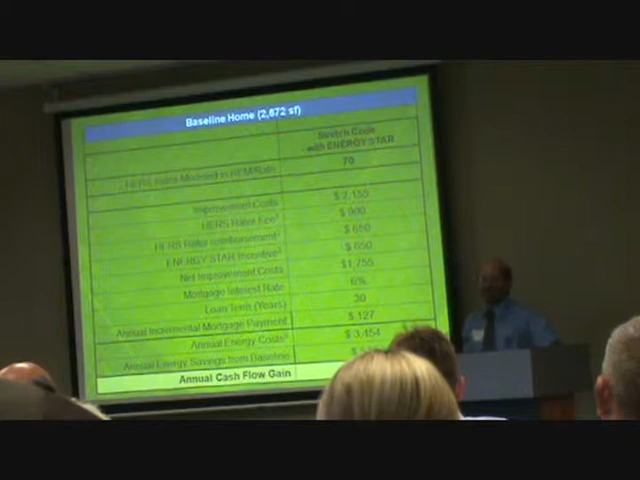 Baseline Home (2,672 sf)
Stretch Code
with ENERGY STAR
HERS Index Modeled in REM/Rate 70
Improvement Costs $ 2,155
HERS Rater Fee $ 900
HERS Rater reimbursement $ 650
ENERGY STAR Incentive $ 650
Net Improvement Costs $1,755
Mortgage Interest Rate 6%
Loan Term (Years) 30
Annual Incremental Mortgage Payment $ 127
Annual Energy Costs $ 3,454
Annual Energy Savings from Baseline $
Annual Cash Flow Gain